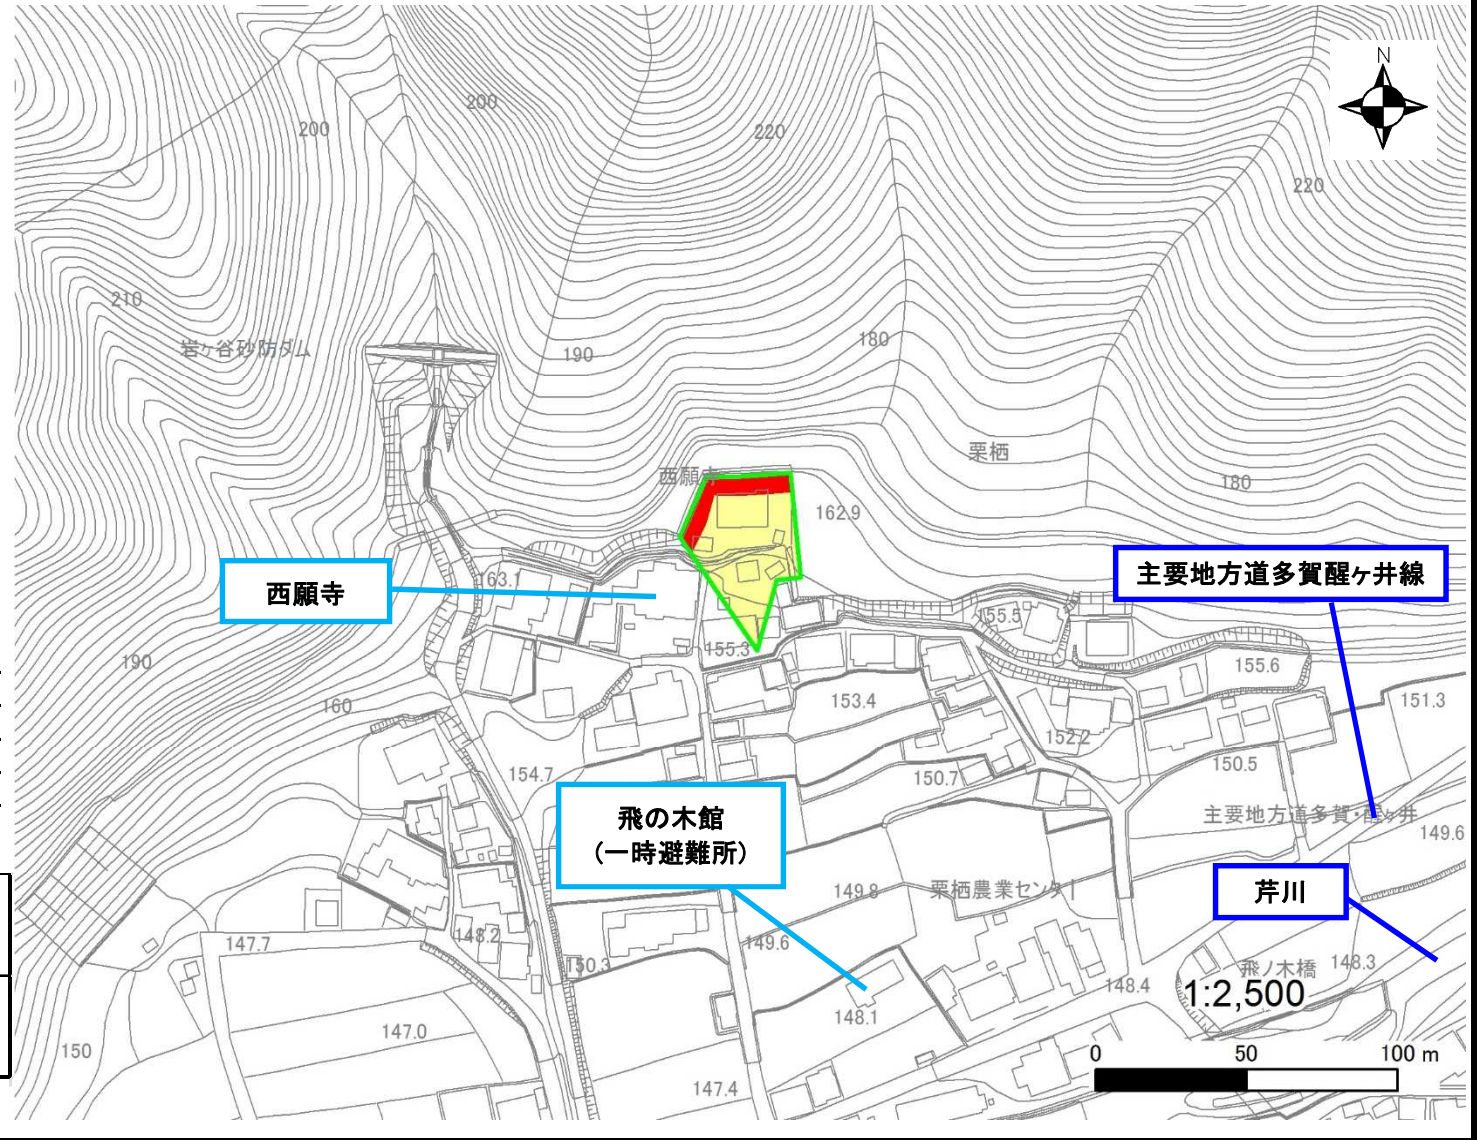 N
200
200
220
220
210
岩ヶ谷砂防ダム
190
180
栗栖
西願寺
180
162.9
主要地方道多賀醒ヶ井線
西願寺
163.1
155.5
155.3
155.6
190
160
153.4
151.3
152.2
154.7
150.7
150.5
飛の木館
(一時避難所)
主要地方道多賀・醒ヶ井
149.6
149.8
栗栖農業センター
芹川
147.7
148.2
149.6
150.3
飛ノ木橋
148.3
148.4
1:2,500
148.1
147.0
150
0 50 100 m
147.4